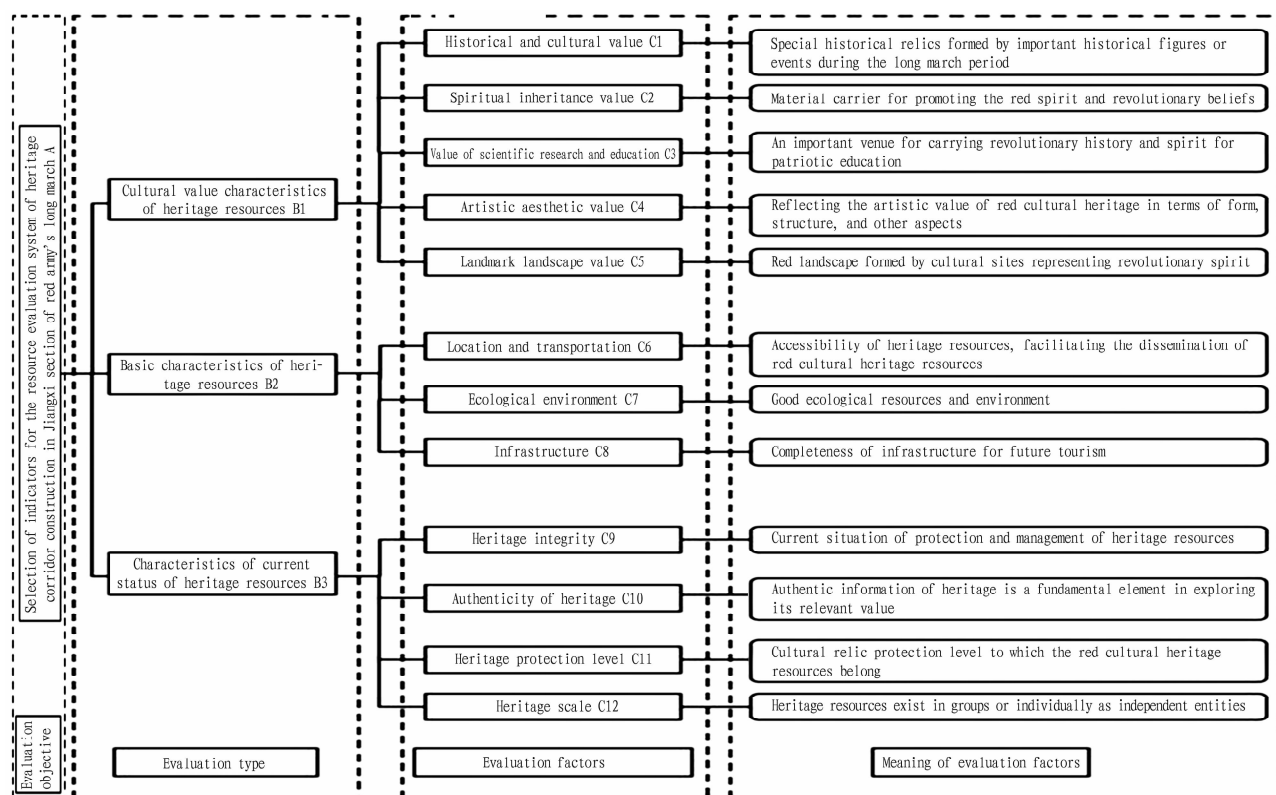 Selection of indicators for the resource evaluation system of heritage
corridor construction in Jiangxi section of red army's long march A
Evaluation
objective
Cultural value characteristics
of heritage resources B1
Basic characteristics of heri-
tage resources B2
Characteristics of current
status of heritage resources B3
Evaluation type
Historical and cultural value C1
Spiritual inheritance value C2
Value of scientific research and education C3
Artistic aesthetic value C4
Landmark landscape value C5
Location and transportation C6
Ecological environment C7
Infrastructure C8
Heritage integrity C9
Authenticity of heritage C10
Heritage protection level C11
Heritage scale C12
Evaluation factors
Special historical relics formed by important historical figures or
events during the long march period
Material carrier for promoting the red spirit and revolutionary beliefs
An important venue for carrying revolutionary history and spirit for
patriotic education
Reflecting the artistic value of red cultural heritage in terms of form,
structure, and other aspects
Red landscape formed by cultural sites representing revolutionary spirit
Accessibility of heritage resources, facilitating the dissemination of
red cultural heritage resources
Good ecological resources and environment
Completeness of infrastructure for future tourism
Current situation of protection and management of heritage resources
Authentic information of heritage is a fundamental element in exploring
its relevant value
Cultural relic protection level to which the red cultural heritage
resources belong
Heritage resources exist in groups or individually as independent entities
Meaning of evaluation factors